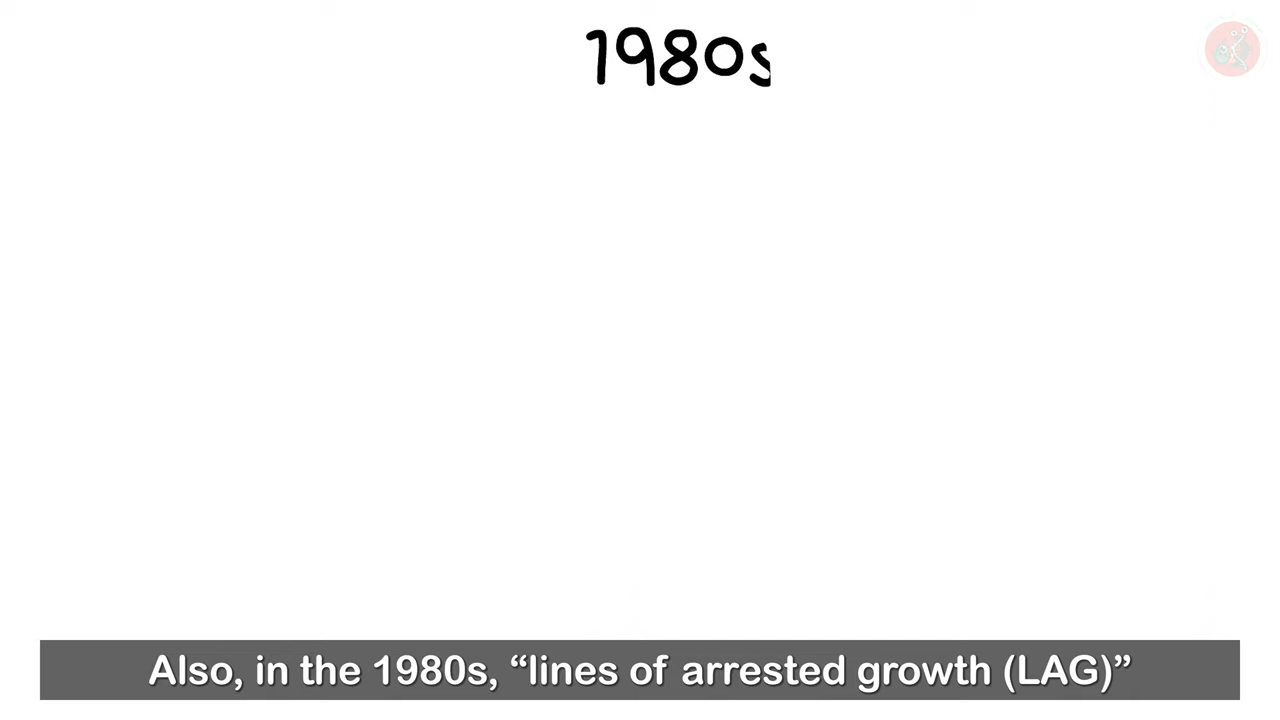 1980s
Also, in the 1980s, “lines of arrested growth (LAG)”